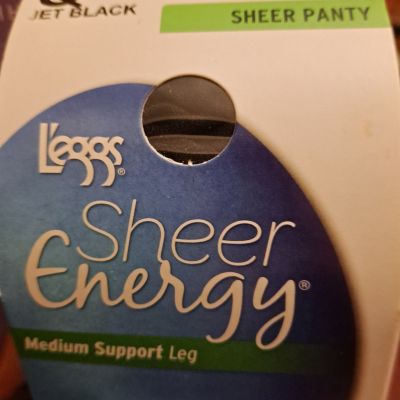 JET BLACK
SHEER PANTY
L'eggs®
Sheer
Energy®
Medium Support Leg